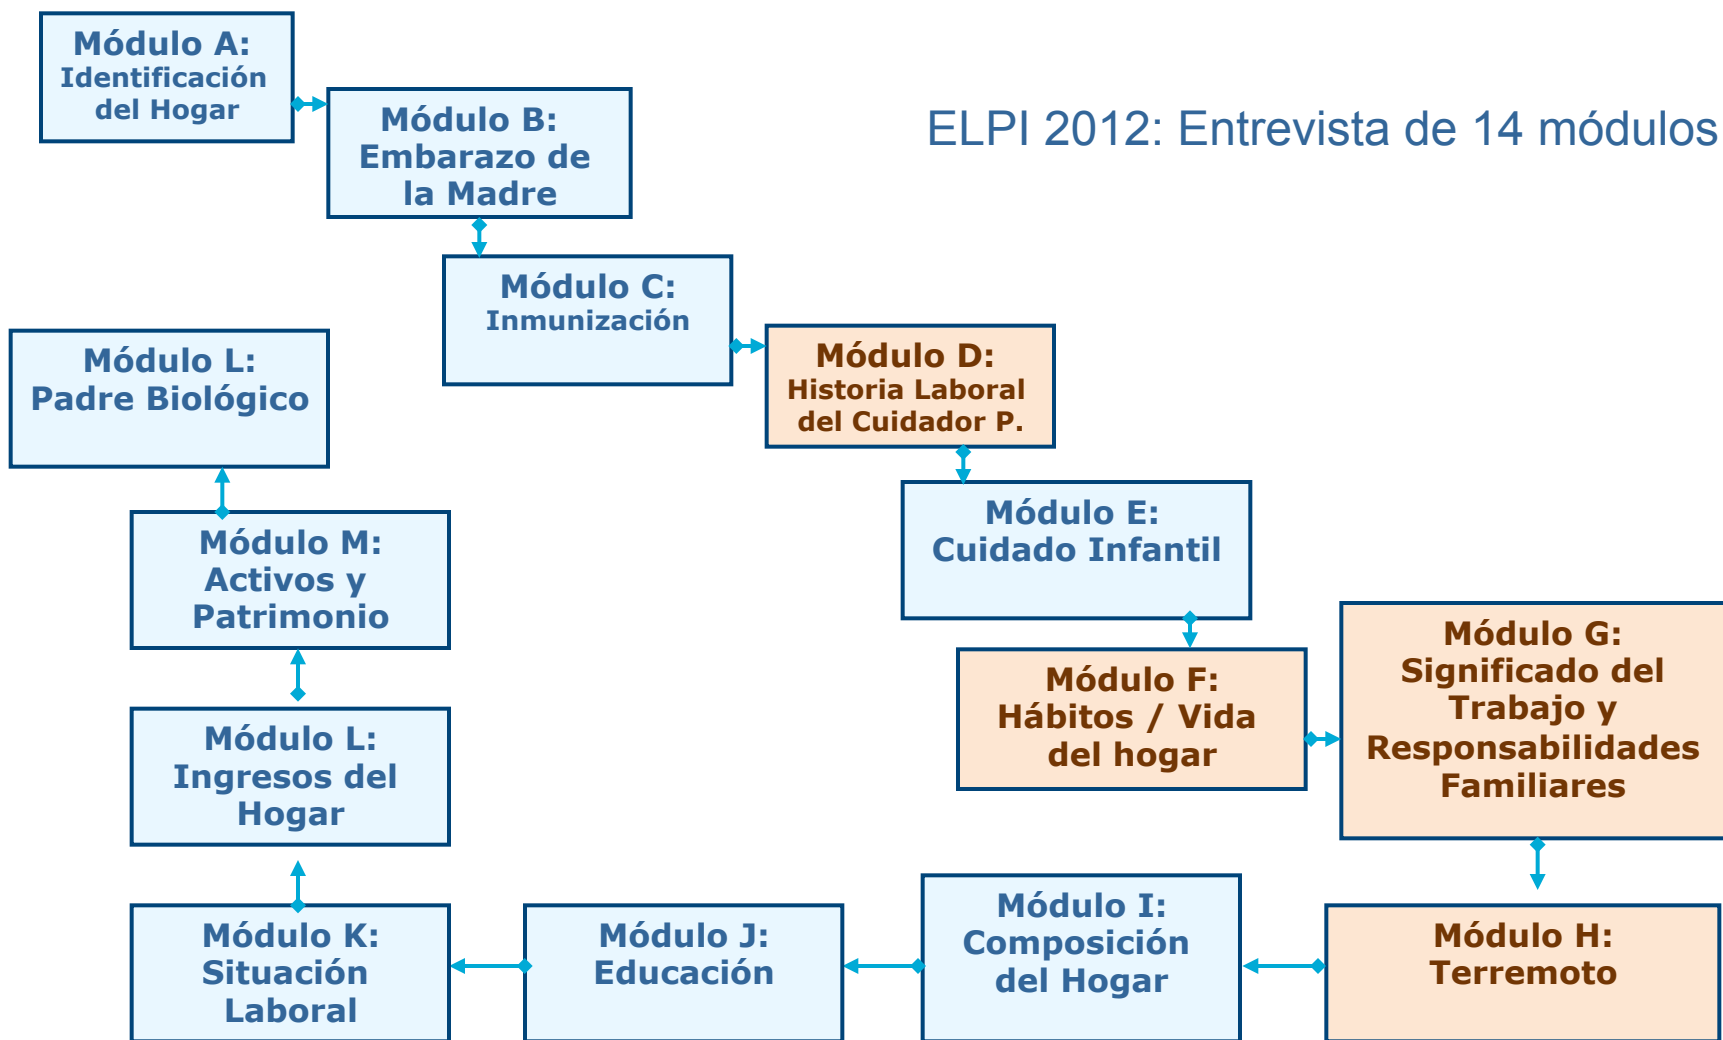 Módulo A:
Identificación
del Hogar
ELPI 2012: Entrevista de 14 módulos
Módulo B:
Embarazo de
la Madre
Módulo C:
Inmunización
Módulo D:
Historia Laboral
del Cuidador P.
Módulo E:
Cuidado Infantil
Módulo F:
Hábitos / Vida
del hogar
Módulo G:
Significado del
Trabajo y
Responsabilidades
Familiares
Módulo H:
Terremoto
Módulo I:
Composición
del Hogar
Módulo J:
Educación
Módulo K:
Situación
Laboral
Módulo L:
Ingresos del
Hogar
Módulo M:
Activos y
Patrimonio
Módulo L:
Padre Biológico